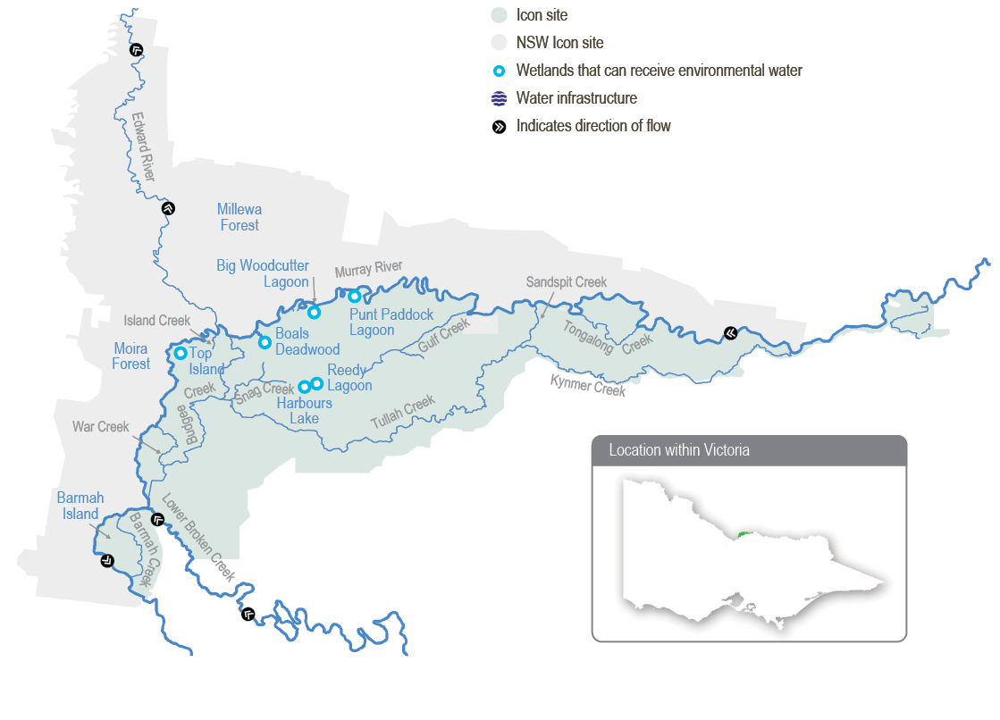 Icon site
NSW Icon site
Wetlands that can receive environmental water
Water infrastructure
Indicates direction of flow
Edward River
Millewa
Forest
Big Woodcutter
Lagoon
Murray River
Sandspit Creek
Island Creek
Punt Paddock
Lagoon
Gulf Creek
Tongalong
Creek
Boals
Deadwood
Moira
Forest
Top
Island
Reedy
Lagoon
Kynmer Creek
Creek
Snag Creek
Harbours
Lake
Tullah Creek
Budgee
War Creek
Location within Victoria
Barmah
Island
Barmah Creek
Lower Broken Creek